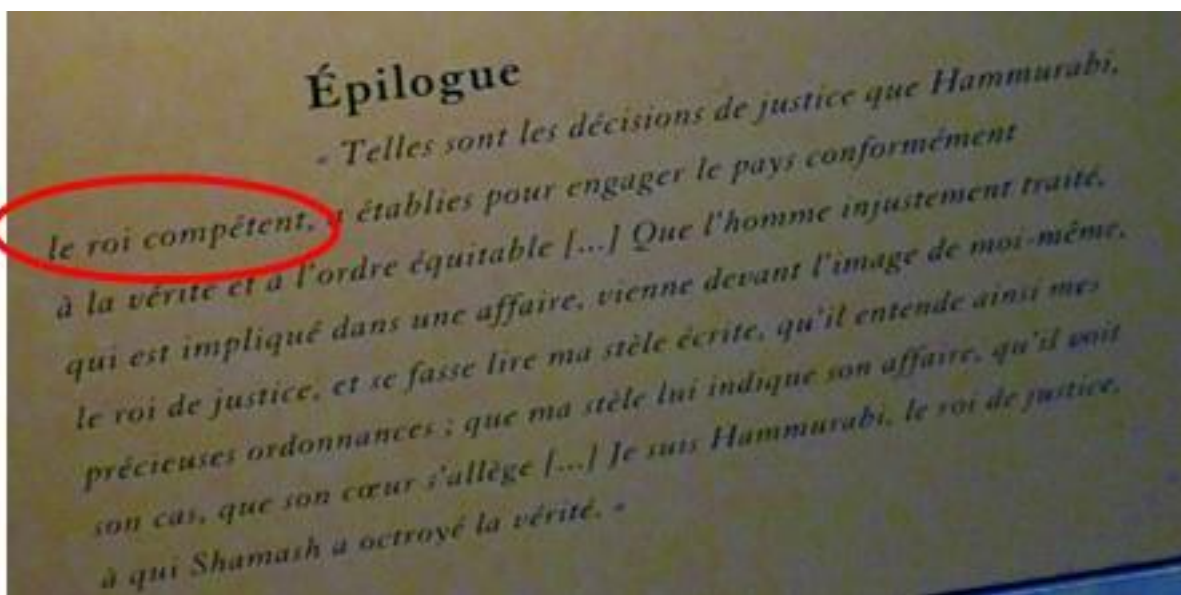 Épilogue
« Telles sont les décisions de justice que Hammurabi,
le roi compétent, a établies pour engager le pays conformément
à la vérité et à l'ordre équitable [...] Que l'homme injustement traité,
qui est impliqué dans une affaire, vienne devant l'image de moi-même,
le roi de justice, et se fasse lire ma stèle écrite, qu'il entende ainsi mes
précieuses ordonnances ; que ma stèle lui indique son affaire, qu'il voit
son cas, que son cœur s'allège [...] Je suis Hammurabi, le roi de justice,
à qui Shamash a octroyé la vérité. »